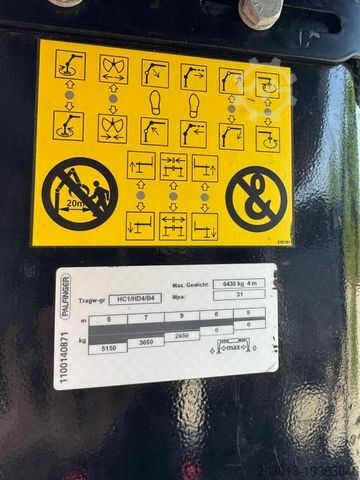 20m
&
PALFINGER
1100140871
Tragw-gr HC1/HD4/B4
Max. Gewicht: 6430 kg 4 m
Mpa: 31
m 5 7 9 0 0
kg 5150 3650 2650 0 0
max